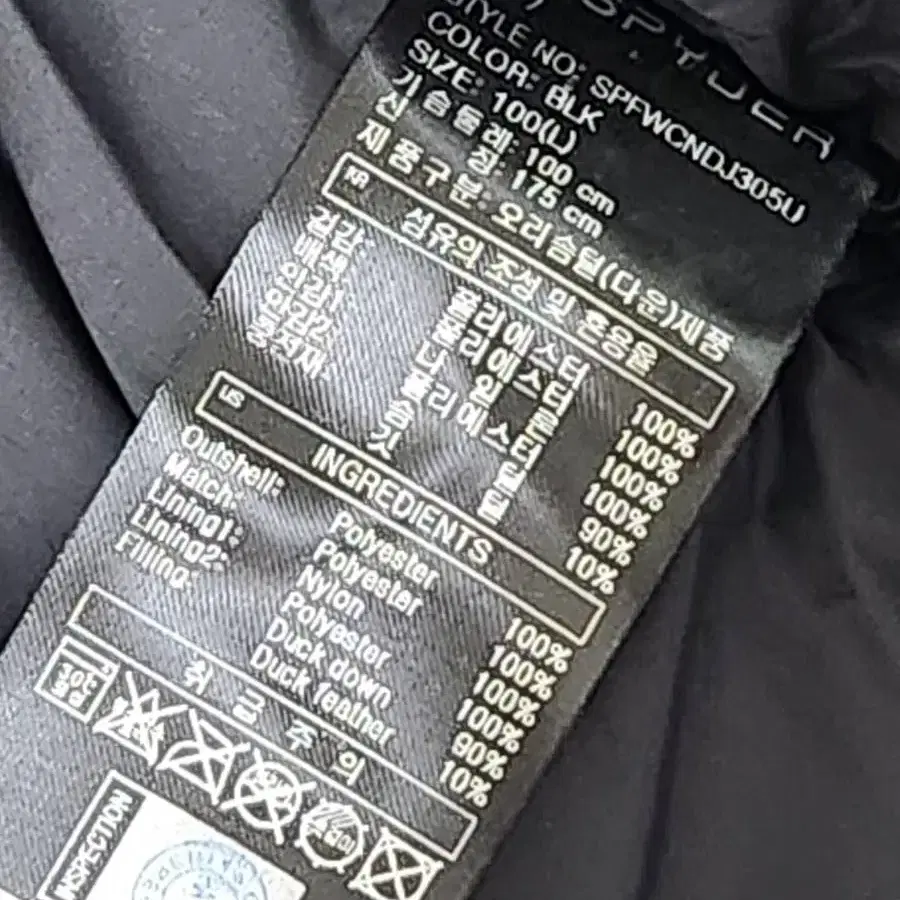 SPYDER
STYLE NO: SPFWCNDJ305U
COLOR: BLK
SIZE: 100(L)
가슴둘레: 100 cm
신 장: 175 cm
제품구분: 오리솜털(다운)제품
KR 섬유의 조성 및 혼용율
겉감: 폴리에스터 100%
배색: 폴리에스터 100%
안감1: 나일론 100%
안감2: 폴리에스터 100%
충전재: 솜털 90%
깃털 10%
US INGREDIENTS
Outshell: Polyester 100%
Match: Polyester 100%
Lining1: Nylon 100%
Lining2: Polyester 100%
Filling: Duck down 90%
Duck feather 10%
취급주의
INSPECTION